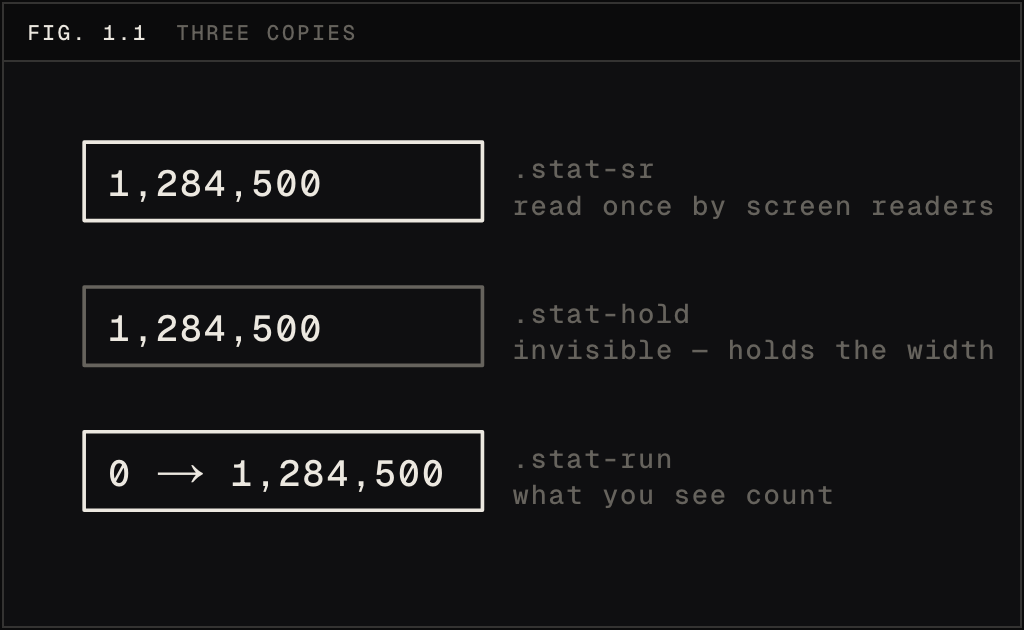 FIG. 1.1 THREE COPIES
1,284,500
.stat-sr
read once by screen readers
1,284,500
.stat-hold
invisible — holds the width
0 ⟶ 1,284,500
.stat-run
what you see count